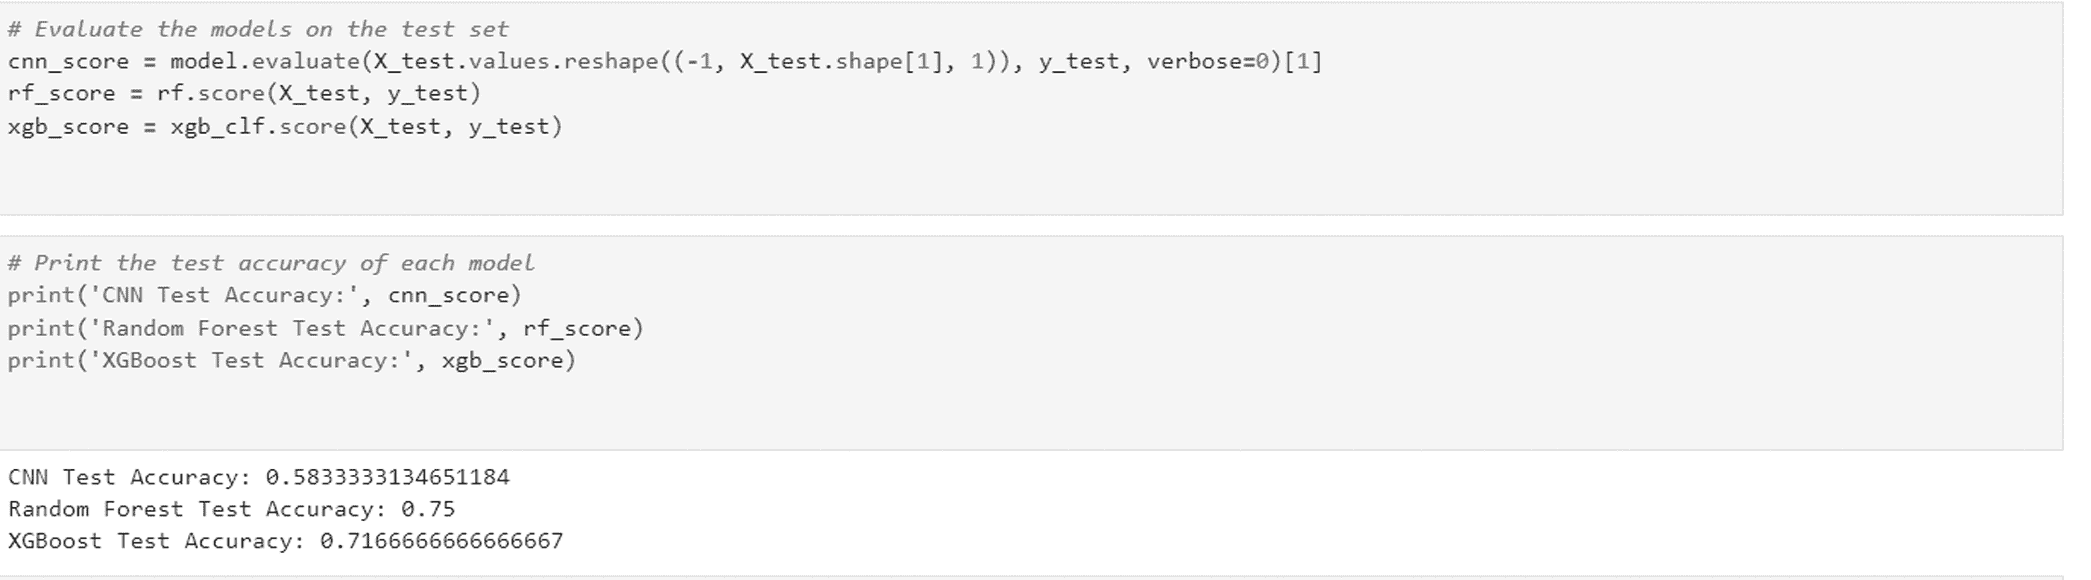 # Evaluate the models on the test set
cnn_score = model.evaluate(X_test.values.reshape((-1, X_test.shape[1], 1)), y_test, verbose=0)[1]
rf_score = rf.score(X_test, y_test)
xgb_score = xgb_clf.score(X_test, y_test)
# Print the test accuracy of each model
print('CNN Test Accuracy:', cnn_score)
print('Random Forest Test Accuracy:', rf_score)
print('XGBoost Test Accuracy:', xgb_score)
CNN Test Accuracy: 0.5833333134651184
Random Forest Test Accuracy: 0.75
XGBoost Test Accuracy: 0.7166666666666667